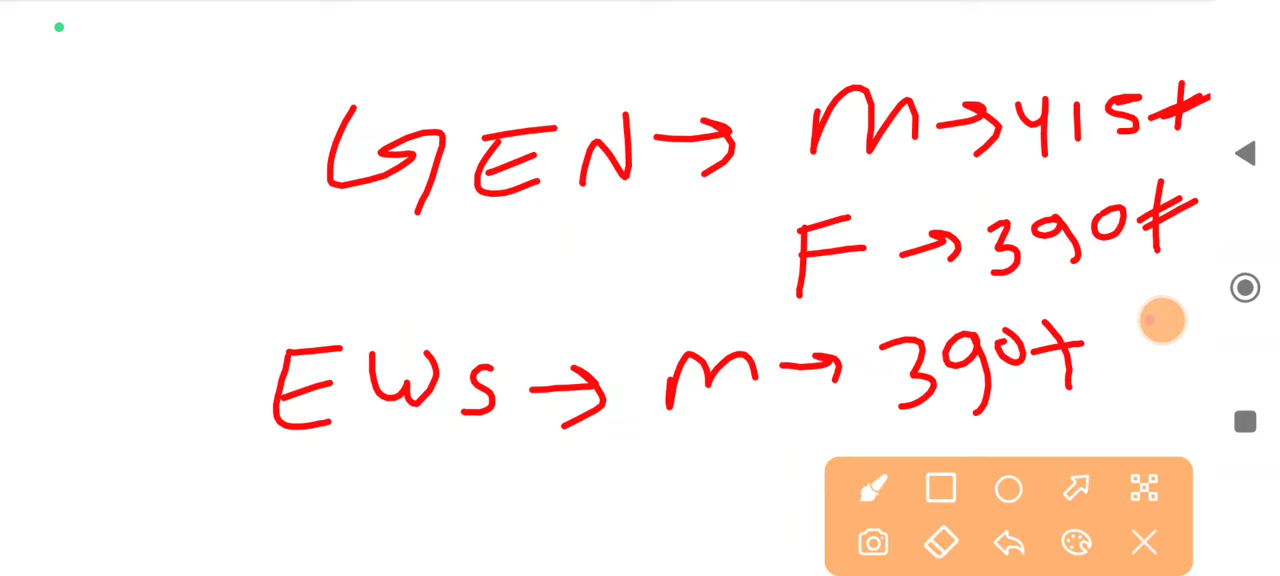 GEN → M → 415+
F → 390+
EWS → M → 390+